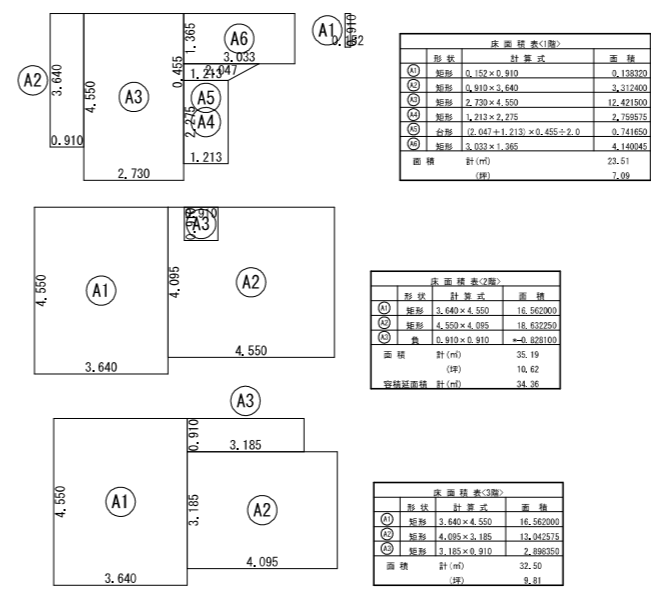 A2
3.640
0.910
4.550
A3
2.730
1.365
A6
3.033
0.455
2.047
1.213
A5
A4
2.275
1.213
A1
0.910
0.152
床 面 積 表<1階>
形 状 計 算 式 面 積
A1 矩形 0.152×0.910 0.138320
A2 矩形 0.910×3.640 3.312400
A3 矩形 2.730×4.550 12.421500
A4 矩形 1.213×2.275 2.759575
A5 台形 (2.047+1.213)×0.455÷2.0 0.741650
A6 矩形 3.033×1.365 4.140045
面 積 計(㎡) 23.51
(坪) 7.09
4.550
A1
3.640
0.910
0.910
A3
4.095
A2
4.550
床 面 積 表<2階>
形 状 計 算 式 面 積
A1 矩形 3.640×4.550 16.562000
A2 矩形 4.550×4.095 18.632250
A3 負 0.910×0.910 *-0.828100
面 積 計(㎡) 35.19
(坪) 10.62
容積延面積 計(㎡) 34.36
A3
0.910
3.185
4.550
A1
3.640
3.185
A2
4.095
床 面 積 表<3階>
形 状 計 算 式 面 積
A1 矩形 3.640×4.550 16.562000
A2 矩形 4.095×3.185 13.042575
A3 矩形 3.185×0.910 2.898350
面 積 計(㎡) 32.50
(坪) 9.81